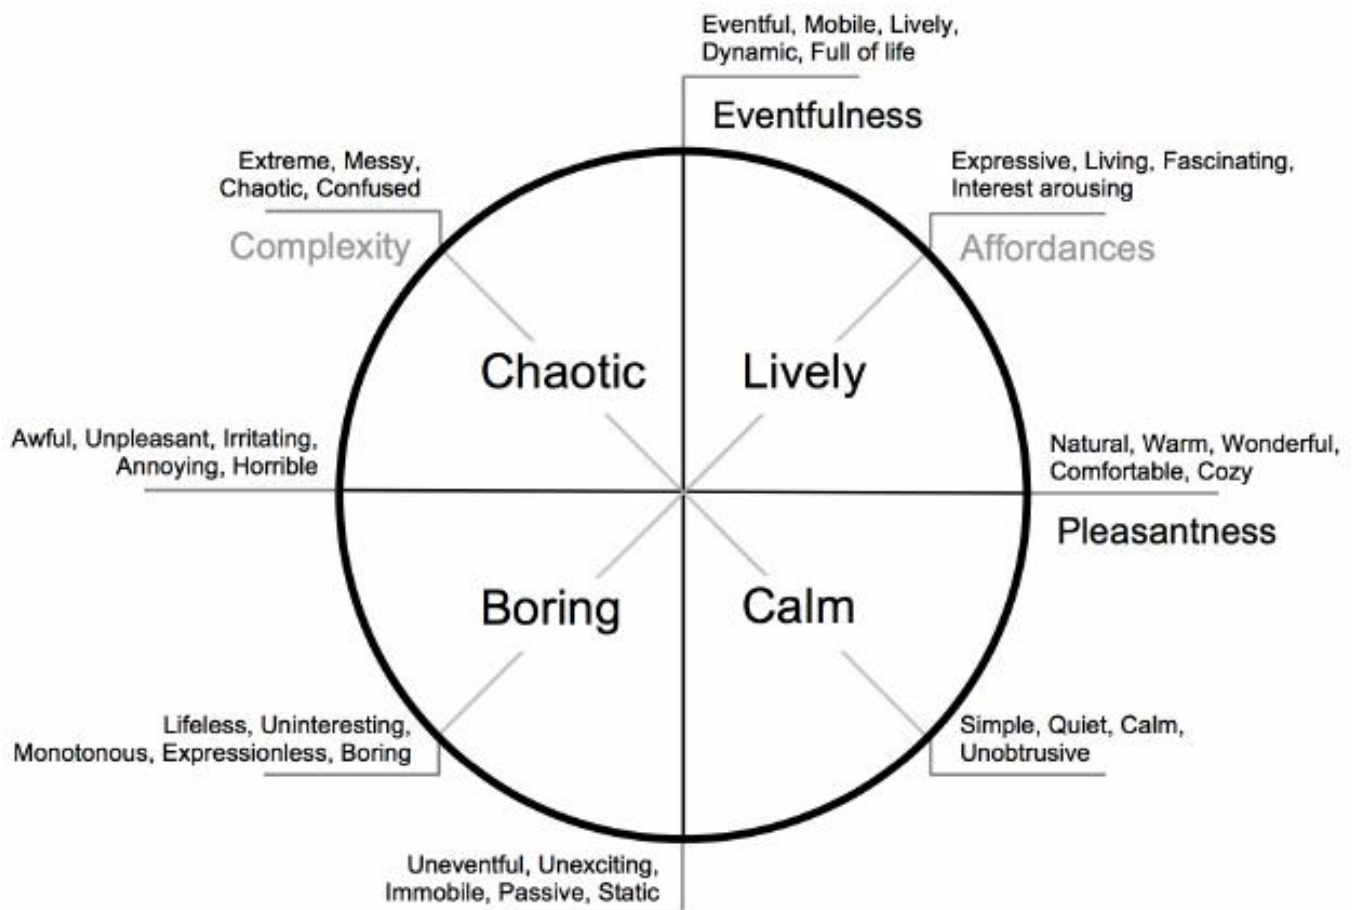 Eventful, Mobile, Lively,
Dynamic, Full of life
Eventfulness
Extreme, Messy,
Chaotic, Confused
Complexity
Expressive, Living, Fascinating,
Interest arousing
Affordances
Chaotic
Lively
Awful, Unpleasant, Irritating,
Annoying, Horrible
Natural, Warm, Wonderful,
Comfortable, Cozy
Pleasantness
Boring
Calm
Lifeless, Uninteresting,
Monotonous, Expressionless, Boring
Simple, Quiet, Calm,
Unobtrusive
Uneventful, Unexciting,
Immobile, Passive, Static